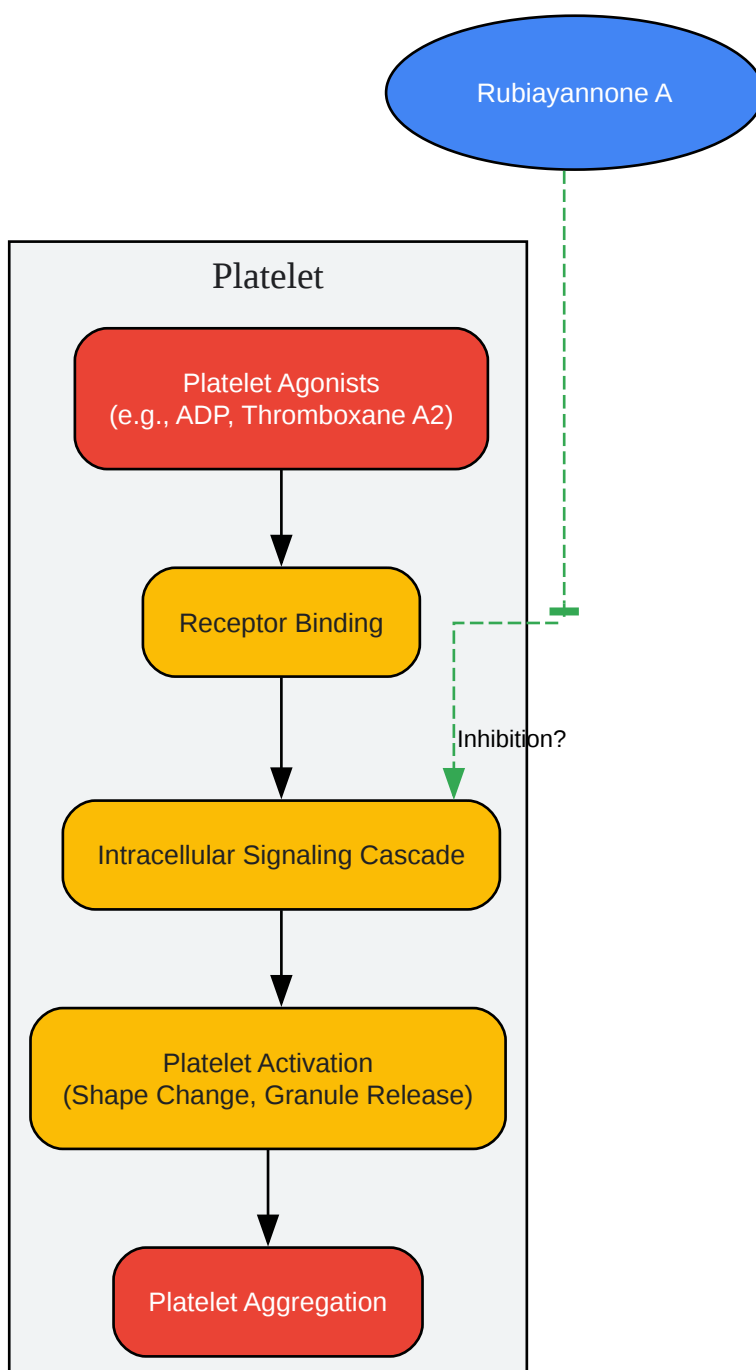 Rubiayannone A
Platelet
Platelet Agonists
(e.g., ADP, Thromboxane A2)
Receptor Binding
Inhibition?
Intracellular Signaling Cascade
Platelet Activation
(Shape Change, Granule Release)
Platelet Aggregation